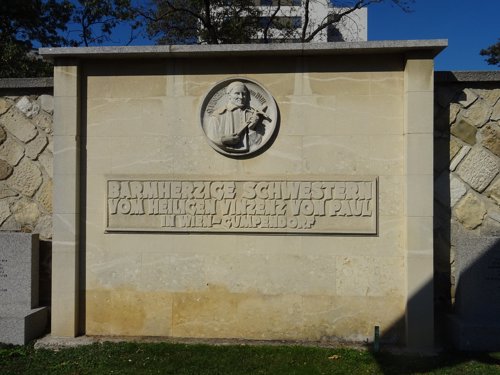 BARMHERZIGE SCHWESTERN
VOM HEILIGEN VINZENZ VON PAUL
IN WIEN-GUMPENDORF